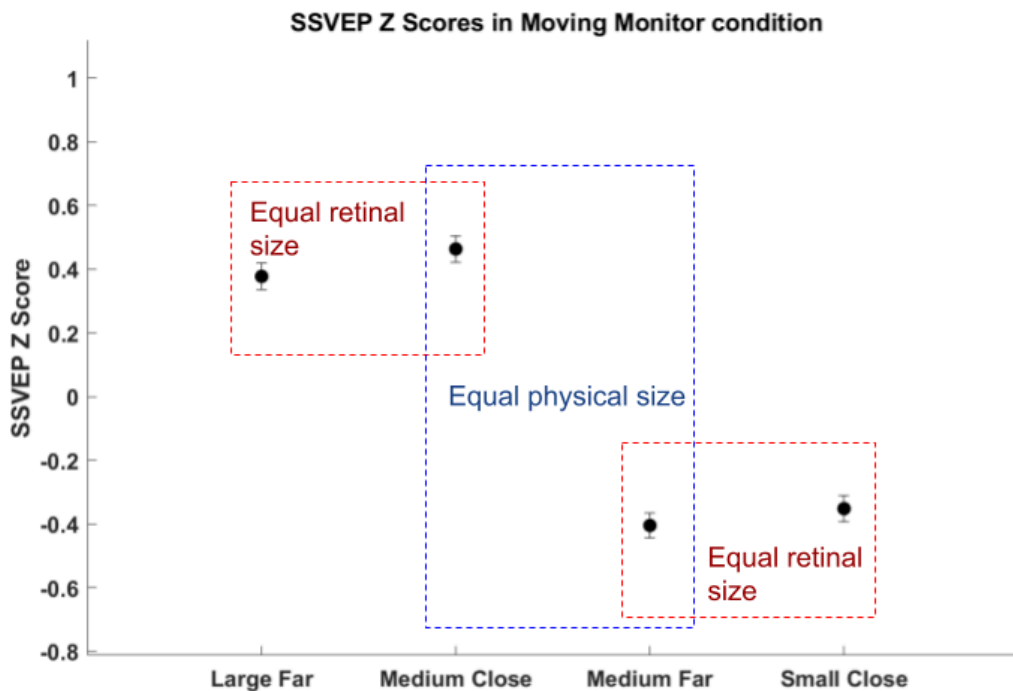 SSVEP Z Scores in Moving Monitor condition
SSVEP Z Score
1
0.8
0.6
0.4
0.2
0
-0.2
-0.4
-0.6
-0.8
Equal retinal
size
Equal physical size
Equal retinal
size
Large Far
Medium Close
Medium Far
Small Close